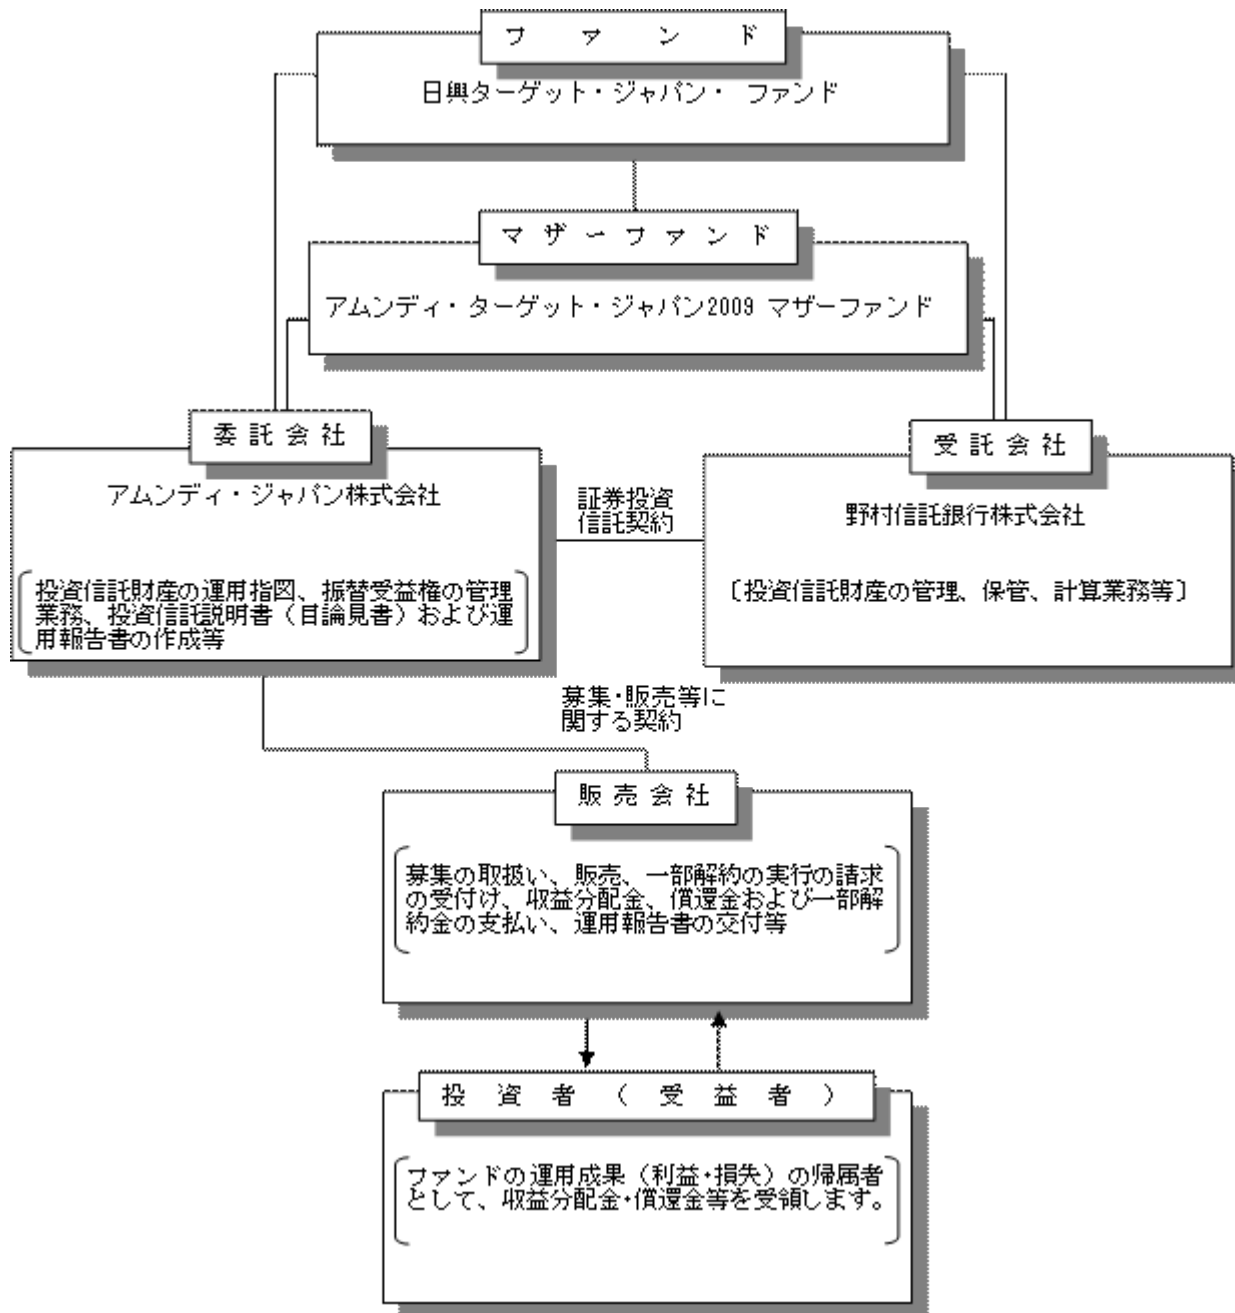 ファンド
日興ターゲット・ジャパン・ ファンド
マザーファンド
アムンディ・ターゲット・ジャパン2009 マザーファンド
委託会社
アムンディ・ジャパン株式会社
投資信託財産の運用指図、振替受益権の管理
業務、投資信託説明書（目論見書）および運
用報告書の作成等
証券投資
信託契約
受託会社
野村信託銀行株式会社
〔投資信託財産の管理、保管、計算業務等〕
募集・販売等に
関する契約
販売会社
募集の取扱い、販売、一部解約の実行の請求
の受付け、収益分配金、償還金および一部解
約金の支払い、運用報告書の交付等
投資者（受益者）
ファンドの運用成果（利益・損失）の帰属者
として、収益分配金・償還金等を受領します。